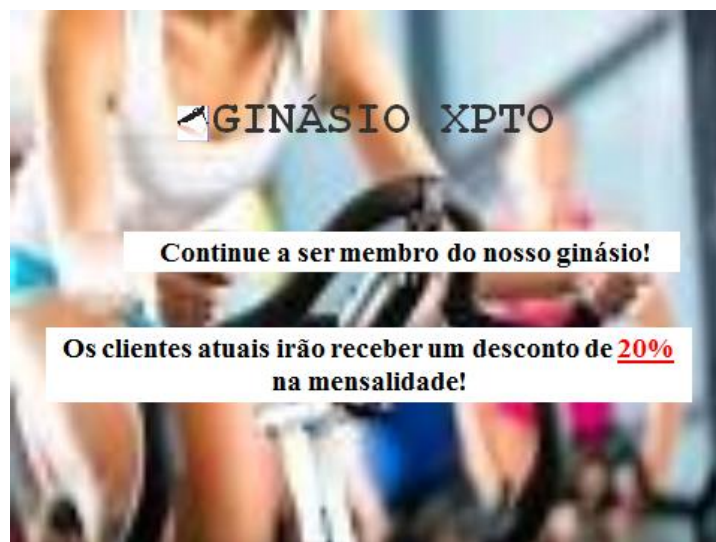 GINÁSIO XPTO
Continue a ser membro do nosso ginásio!
Os clientes atuais irão receber um desconto de 20%
na mensalidade!